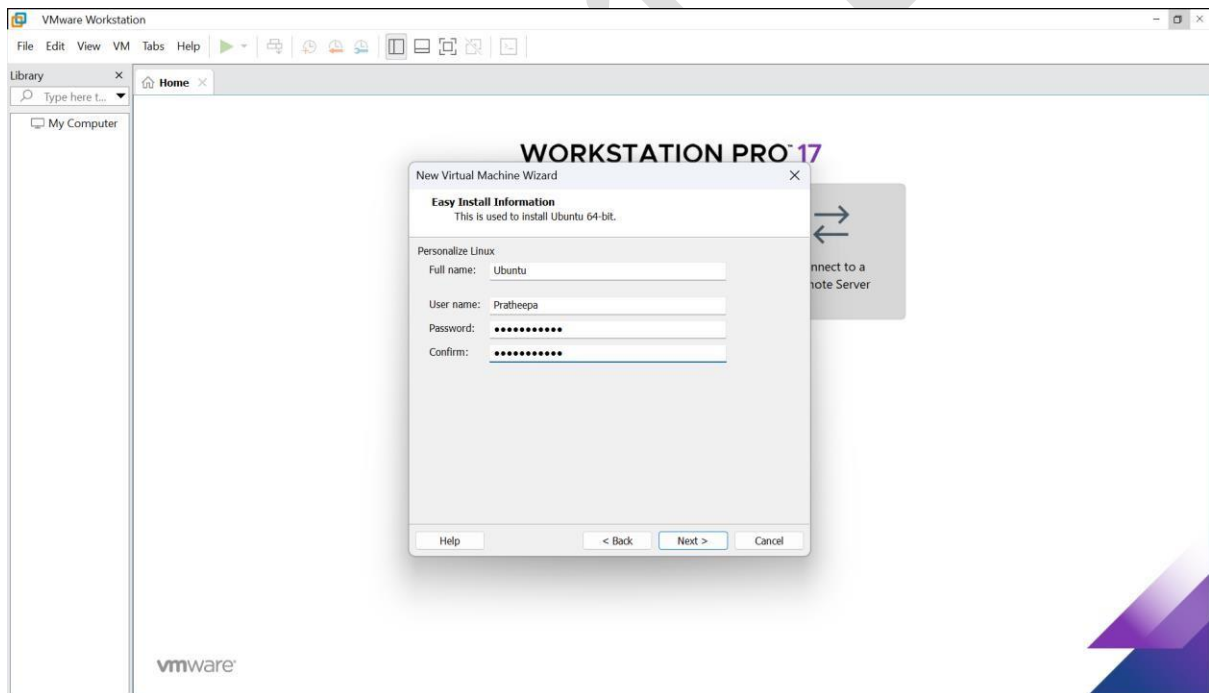 VMware Workstation
File Edit View VM Tabs Help
Library
Type here t...
My Computer
Home
WORKSTATION PRO™ 17
New Virtual Machine Wizard
Easy Install Information
This is used to install Ubuntu 64-bit.
Personalize Linux
Full name: Ubuntu
User name: Pratheepa
Password: ●●●●●●●●●●●
Confirm: ●●●●●●●●●●●
Help < Back Next > Cancel
nnect to a
ote Server
vmware